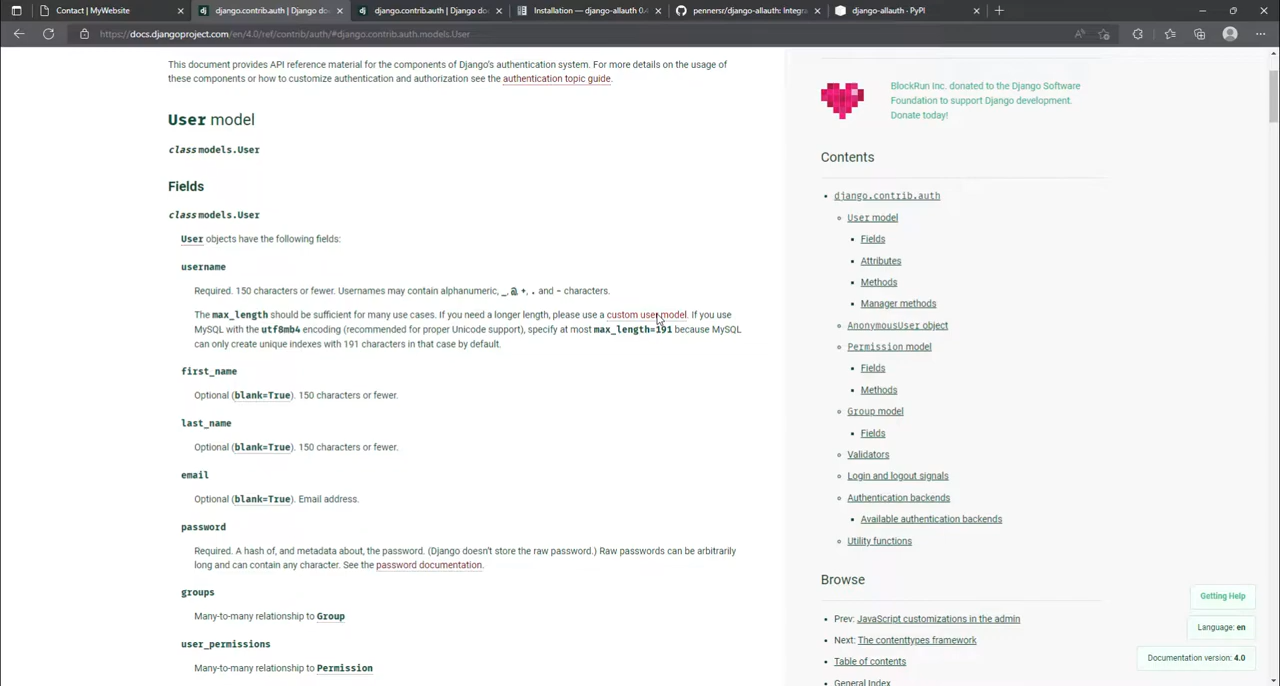 Contact | MyWebsite
django.contrib.auth | Django do
django.contrib.auth | Django do
Installation — django-allauth 0.4
pennersr/django-allauth: Integra
django-allauth · PyPI
https://docs.djangoproject.com/en/4.0/ref/contrib/auth/#django.contrib.auth.models.User
This document provides API reference material for the components of Django's authentication system. For more details on the usage of
these components or how to customize authentication and authorization see the authentication topic guide.
User model
class models.User
Fields
class models.User
User objects have the following fields:
username
Required. 150 characters or fewer. Usernames may contain alphanumeric, _, @, +, . and - characters.
The max_length should be sufficient for many use cases. If you need a longer length, please use a custom user model. If you use
MySQL with the utf8mb4 encoding (recommended for proper Unicode support), specify at most max_length=191 because MySQL
can only create unique indexes with 191 characters in that case by default.
first_name
Optional (blank=True). 150 characters or fewer.
last_name
Optional (blank=True). 150 characters or fewer.
email
Optional (blank=True). Email address.
password
Required. A hash of, and metadata about, the password. (Django doesn't store the raw password.) Raw passwords can be arbitrarily
long and can contain any character. See the password documentation.
groups
Many-to-many relationship to Group
user_permissions
Many-to-many relationship to Permission
BlockRun Inc. donated to the Django Software
Foundation to support Django development.
Donate today!
Contents
django.contrib.auth
User model
Fields
Attributes
Methods
Manager methods
AnonymousUser object
Permission model
Fields
Methods
Group model
Fields
Validators
Login and logout signals
Authentication backends
Available authentication backends
Utility functions
Browse
Prev: JavaScript customizations in the admin
Next: The contenttypes framework
Table of contents
General Index
Getting Help
Language: en
Documentation version: 4.0